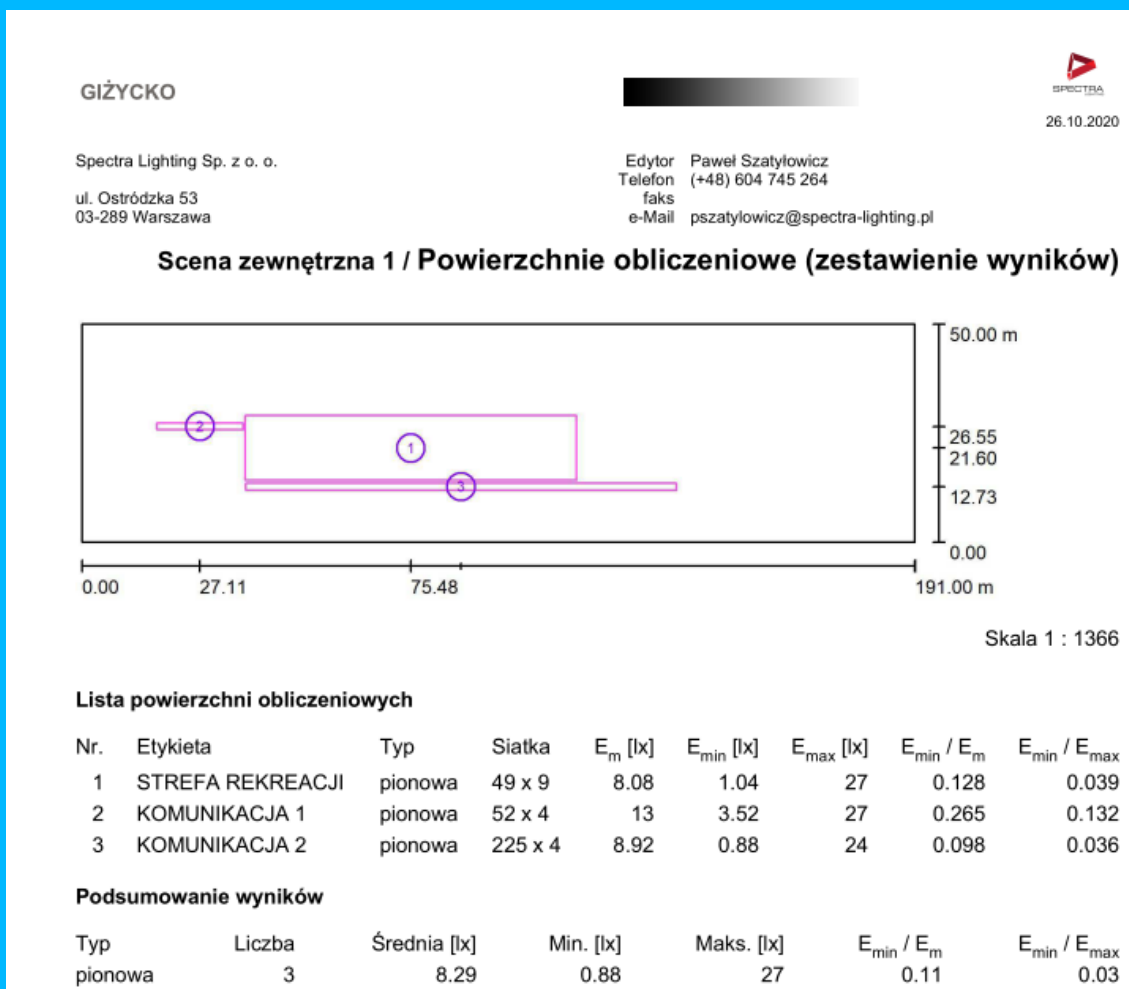 GIŻYCKO
SPECTRA
26.10.2020
Spectra Lighting Sp. z o. o.
ul. Ostródzka 53
03-289 Warszawa
Edytor Paweł Szatyłowicz
Telefon (+48) 604 745 264
faks
e-Mail pszatylowicz@spectra-lighting.pl
Scena zewnętrzna 1 / Powierzchnie obliczeniowe (zestawienie wyników)
50.00 m
2
26.55
1
21.60
3
12.73
0.00
0.00 27.11 75.48 191.00 m
Skala 1 : 1366
Lista powierzchni obliczeniowych
Nr. Etykieta Typ Siatka Em [lx] Emin [lx] Emax [lx] Emin / Em Emin / Emax
1 STREFA REKREACJI pionowa 49 x 9 8.08 1.04 27 0.128 0.039
2 KOMUNIKACJA 1 pionowa 52 x 4 13 3.52 27 0.265 0.132
3 KOMUNIKACJA 2 pionowa 225 x 4 8.92 0.88 24 0.098 0.036
Podsumowanie wyników
Typ Liczba Średnia [lx] Min. [lx] Maks. [lx] Emin / Em Emin / Emax
pionowa 3 8.29 0.88 27 0.11 0.03